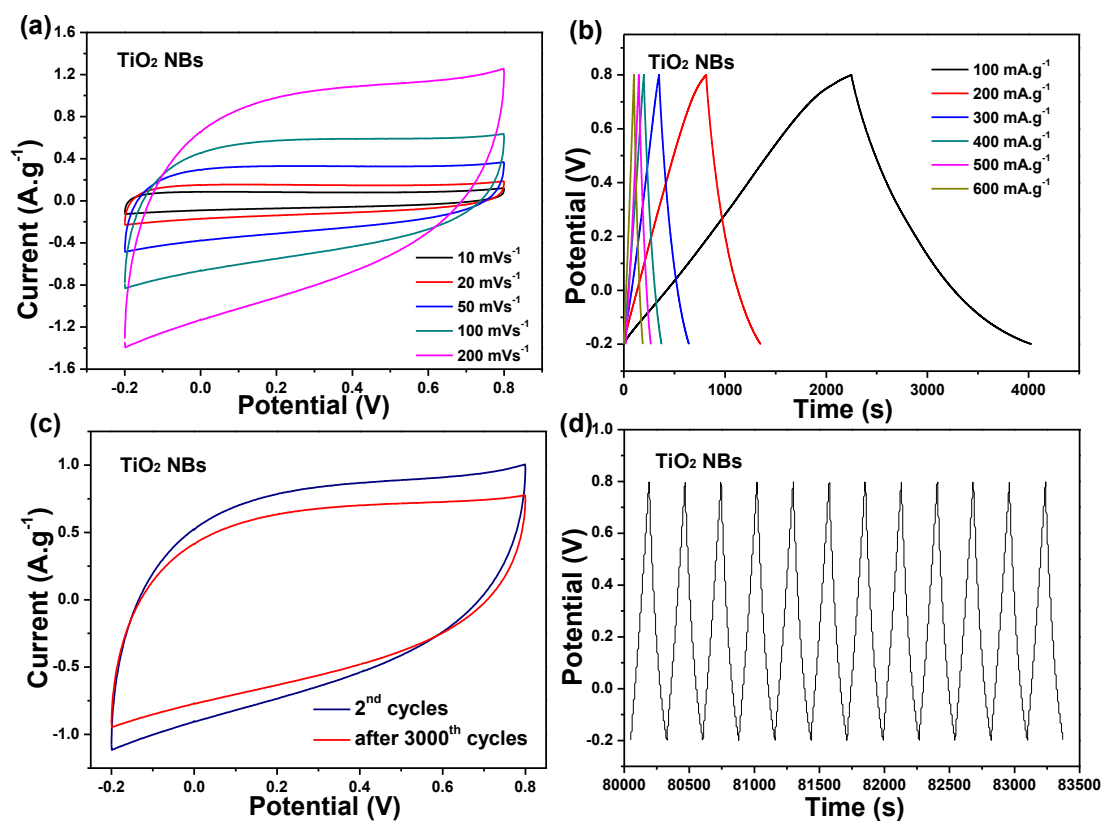 (a)
TiO₂ NBs
1.6
1.2
0.8
0.4
0.0
-0.4
-0.8
-1.2
-1.6
Current (A.g⁻¹)
10 mVs⁻¹
20 mVs⁻¹
50 mVs⁻¹
100 mVs⁻¹
200 mVs⁻¹
-0.2 0.0 0.2 0.4 0.6 0.8
Potential (V)
(b)
TiO₂ NBs
1.0
0.8
0.6
0.4
0.2
0.0
-0.2
-0.4
Potential (V)
100 mA.g⁻¹
200 mA.g⁻¹
300 mA.g⁻¹
400 mA.g⁻¹
500 mA.g⁻¹
600 mA.g⁻¹
0 1000 2000 3000 4000
Time (s)
(c)
TiO₂ NBs
1.0
0.5
0.0
-0.5
-1.0
Current (A.g⁻¹)
2ⁿᵈ cycles
after 3000ᵗʰ cycles
-0.2 0.0 0.2 0.4 0.6 0.8
Potential (V)
(d)
TiO₂ NBs
1.0
0.8
0.6
0.4
0.2
0.0
-0.2
-0.4
Potential (V)
80000 80500 81000 81500 82000 82500 83000 83500
Time (s)